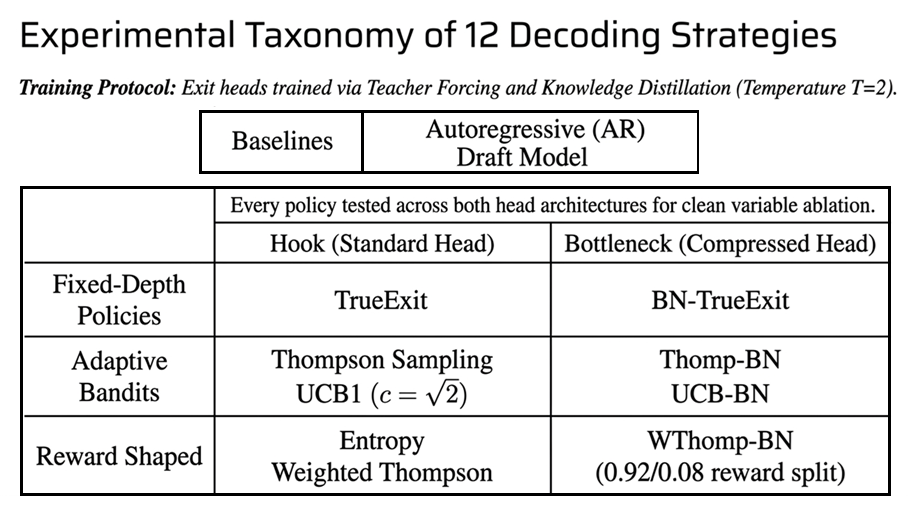 Experimental Taxonomy of 12 Decoding Strategies
Training Protocol: Exit heads trained via Teacher Forcing and Knowledge Distillation (Temperature T=2).
Baselines
Autoregressive (AR)
Draft Model
Every policy tested across both head architectures for clean variable ablation.
Hook (Standard Head)
Bottleneck (Compressed Head)
Fixed-Depth
Policies
TrueExit
BN-TrueExit
Adaptive
Bandits
Thompson Sampling
UCB1 (c = √2)
Thomp-BN
UCB-BN
Reward Shaped
Entropy
Weighted Thompson
WThomp-BN
(0.92/0.08 reward split)